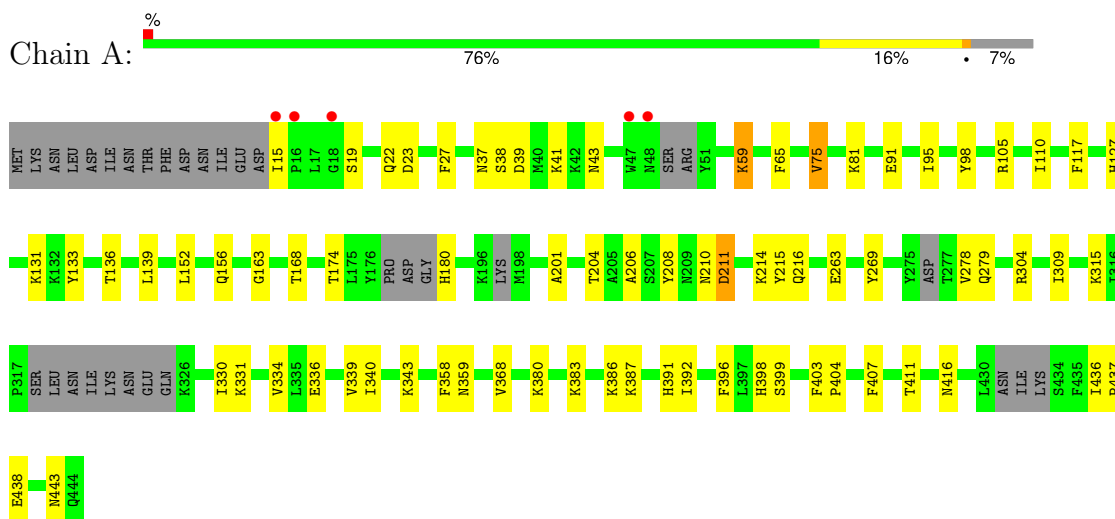 %
Chain A:
76% 16% • 7%
MET LYS ASN LEU ASP ILE ASN THR PHE ASP ASN ILE GLU ASP I15 P16 L17 G18 S19 Q22 D23 F27 N37 S38 D39 M40 K41 K42 N43 W47 N48 SER ARG Y51 K59 F65 V75 K81 E91 I95 Y98 R105 I110 F117 H127
K131 K132 Y133 T136 L139 L152 Q156 G163 T168 T174 L175 Y176 PRO ASP GLY H180 K196 LYS M198 A201 T204 A205 A206 S207 Y208 N209 N210 D211 K214 Y215 Q216 E263 Y269 Y275 ASP T277 V278 Q279 R304 I309 K315 I316
P317 SER LEU ASN ILE LYS ASN GLU GLN K326 I330 K331 V334 L335 E336 V339 I340 K343 F358 N359 V368 K380 K383 K386 K387 H391 I392 F396 L397 H398 S399 F403 P404 F407 T411 N416 L430 ASN ILE LYS S434 F435 I436
E438 N443 Q444